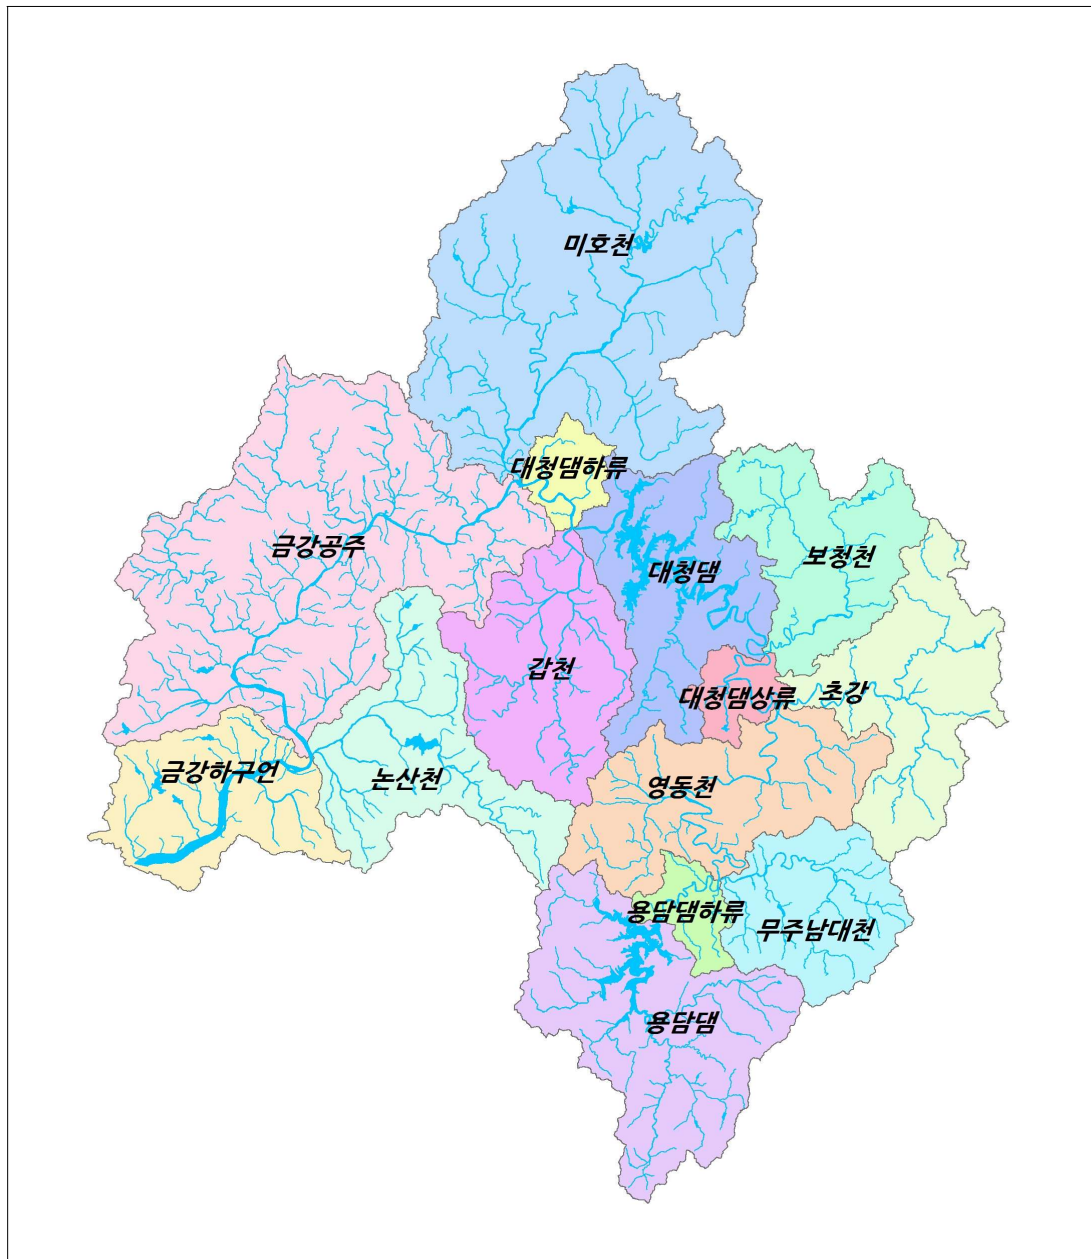 미호천
대청댐하류
금강공주
보청천
대청댐
갑천
대청댐상류
초강
금강하구언
논산천
영동천
용담댐하류
무주남대천
용담댐